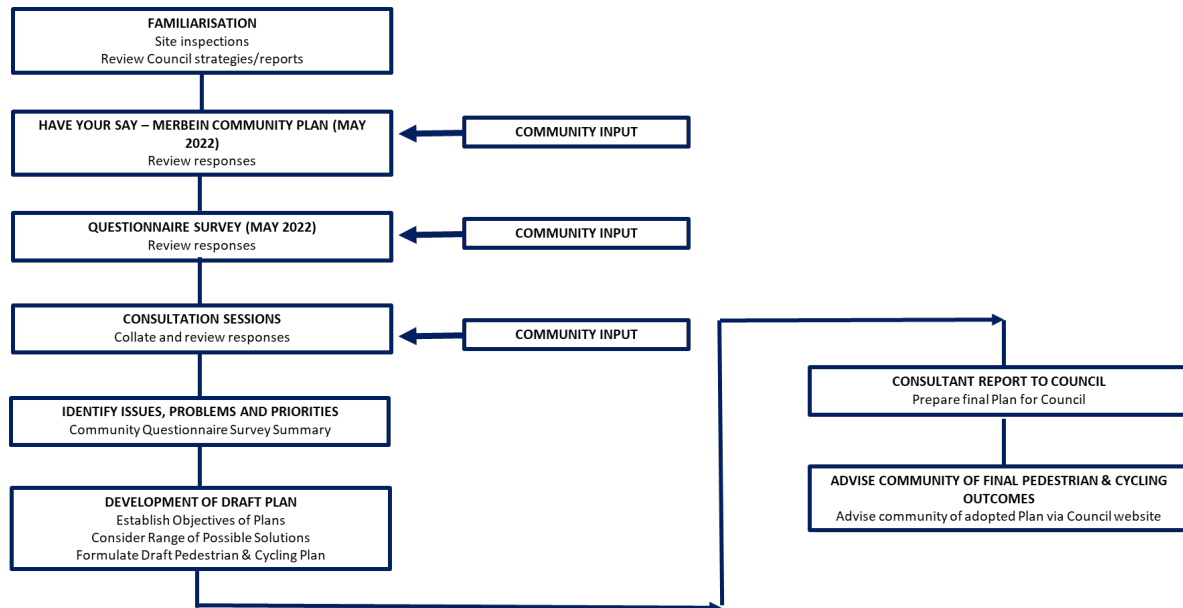 FAMILIARISATION
Site inspections
Review Council strategies/reports
HAVE YOUR SAY – MERBEIN COMMUNITY PLAN (MAY
2022)
Review responses
COMMUNITY INPUT
QUESTIONNAIRE SURVEY (MAY 2022)
Review responses
COMMUNITY INPUT
CONSULTATION SESSIONS
Collate and review responses
COMMUNITY INPUT
IDENTIFY ISSUES, PROBLEMS AND PRIORITIES
Community Questionnaire Survey Summary
DEVELOPMENT OF DRAFT PLAN
Establish Objectives of Plans
Consider Range of Possible Solutions
Formulate Draft Pedestrian & Cycling Plan
CONSULTANT REPORT TO COUNCIL
Prepare final Plan for Council
ADVISE COMMUNITY OF FINAL PEDESTRIAN & CYCLING
OUTCOMES
Advise community of adopted Plan via Council website